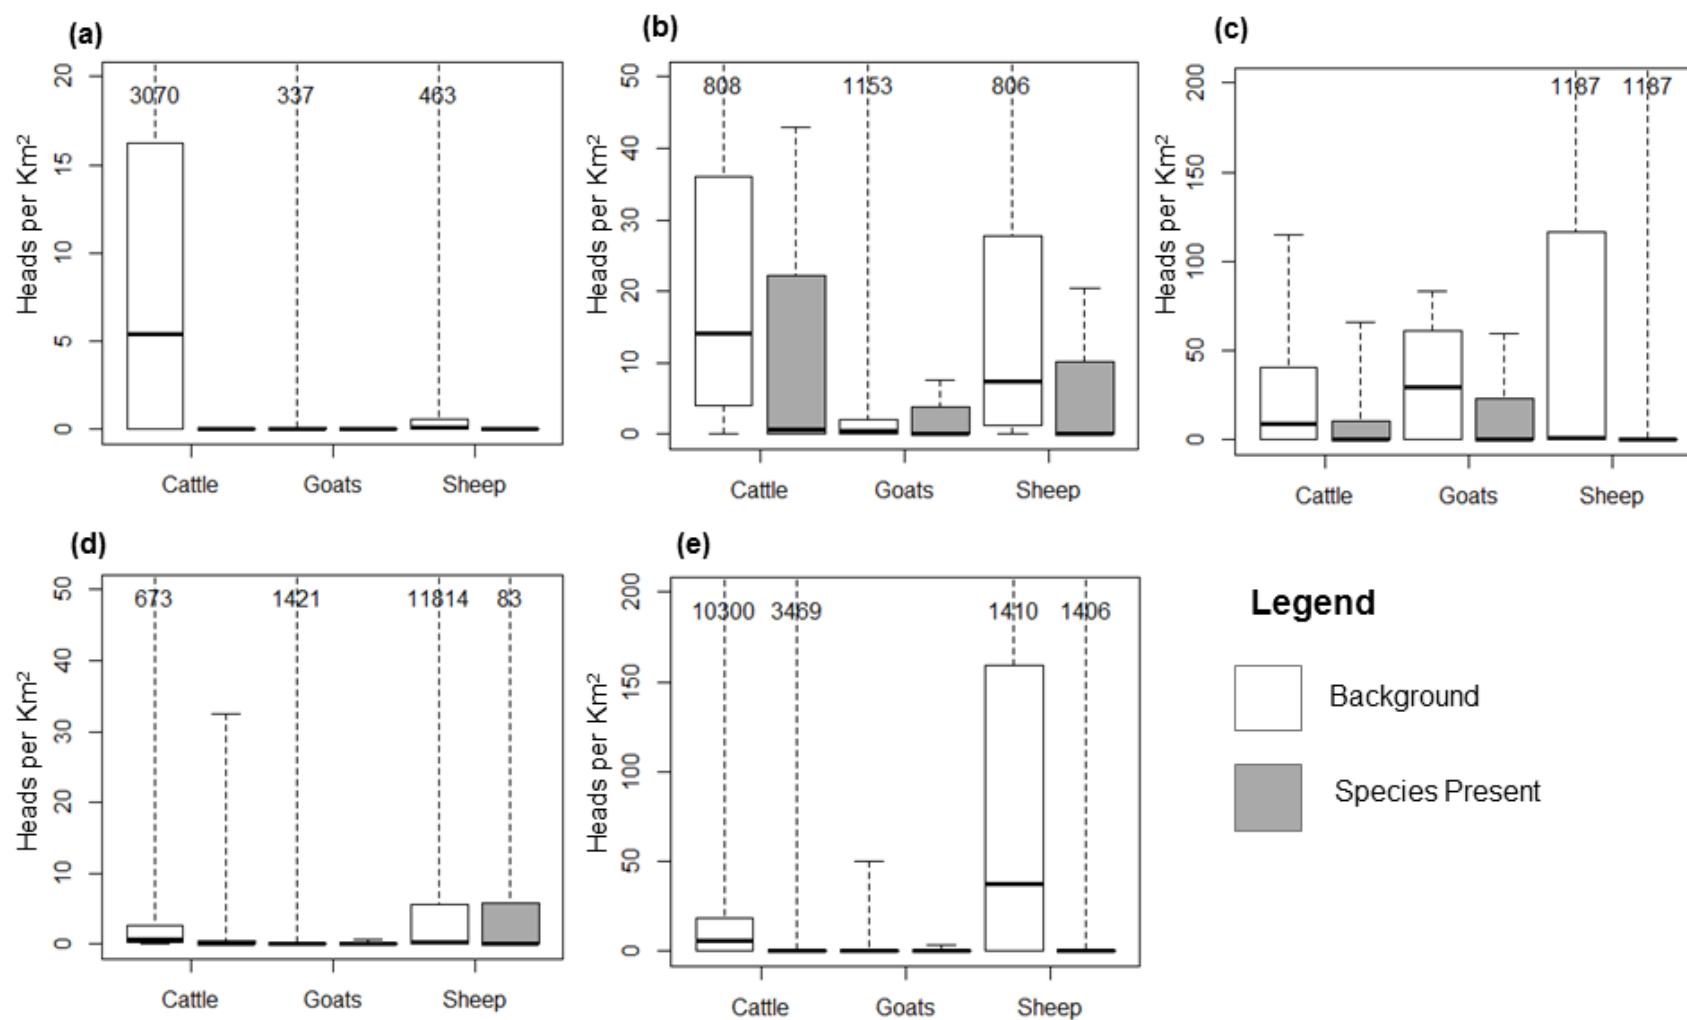 (a)
Heads per Km²
20
15
10
5
0
3070
337
463
Cattle
Goats
Sheep
(b)
Heads per Km²
50
40
30
20
10
0
808
1153
806
Cattle
Goats
Sheep
(c)
Heads per Km²
200
150
100
50
0
1187
1187
Cattle
Goats
Sheep
(d)
Heads per Km²
50
40
30
20
10
0
673
1421
11814
83
Cattle
Goats
Sheep
(e)
Heads per Km²
200
150
100
50
0
10300
3469
1410
1406
Cattle
Goats
Sheep
Legend
Background
Species Present